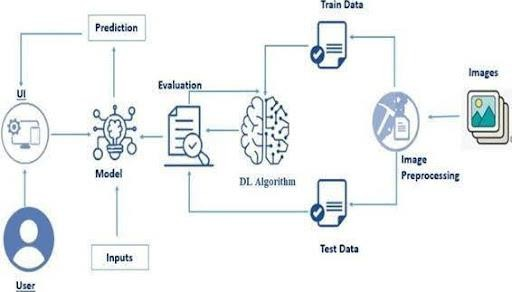 Train Data
Prediction
Images
UI
Evaluation
Model
DL Algorithm
Image
Preprocessing
Inputs
Test Data
User